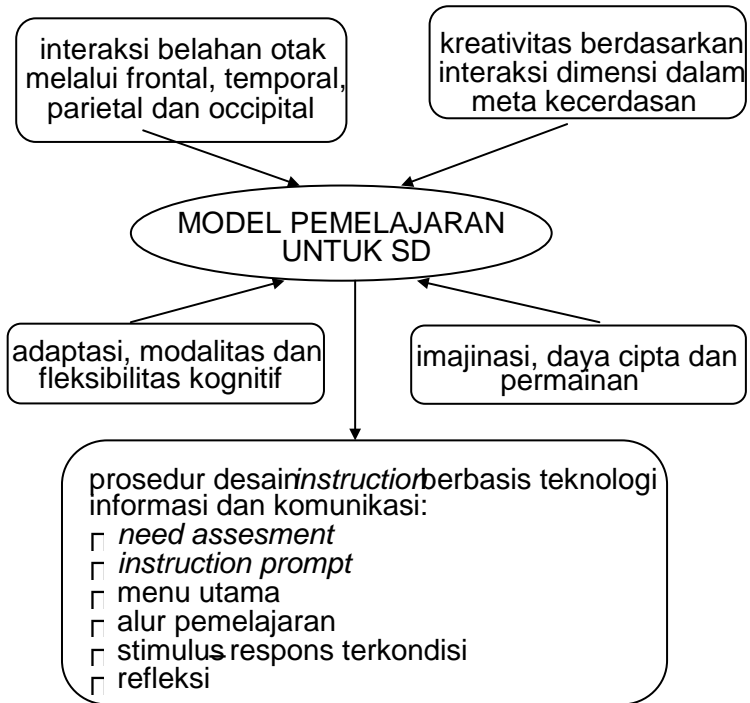 interaksi belahan otak
melalui frontal, temporal,
parietal dan occipital
kreativitas berdasarkan
interaksi dimensi dalam
meta kecerdasan
MODEL PEMELAJARAN
UNTUK SD
adaptasi, modalitas dan
fleksibilitas kognitif
imajinasi, daya cipta dan
permainan
prosedur desain instruction berbasis teknologi
informasi dan komunikasi:
need assesment
instruction prompt
menu utama
alur pemelajaran
stimulus–respons terkondisi
refleksi